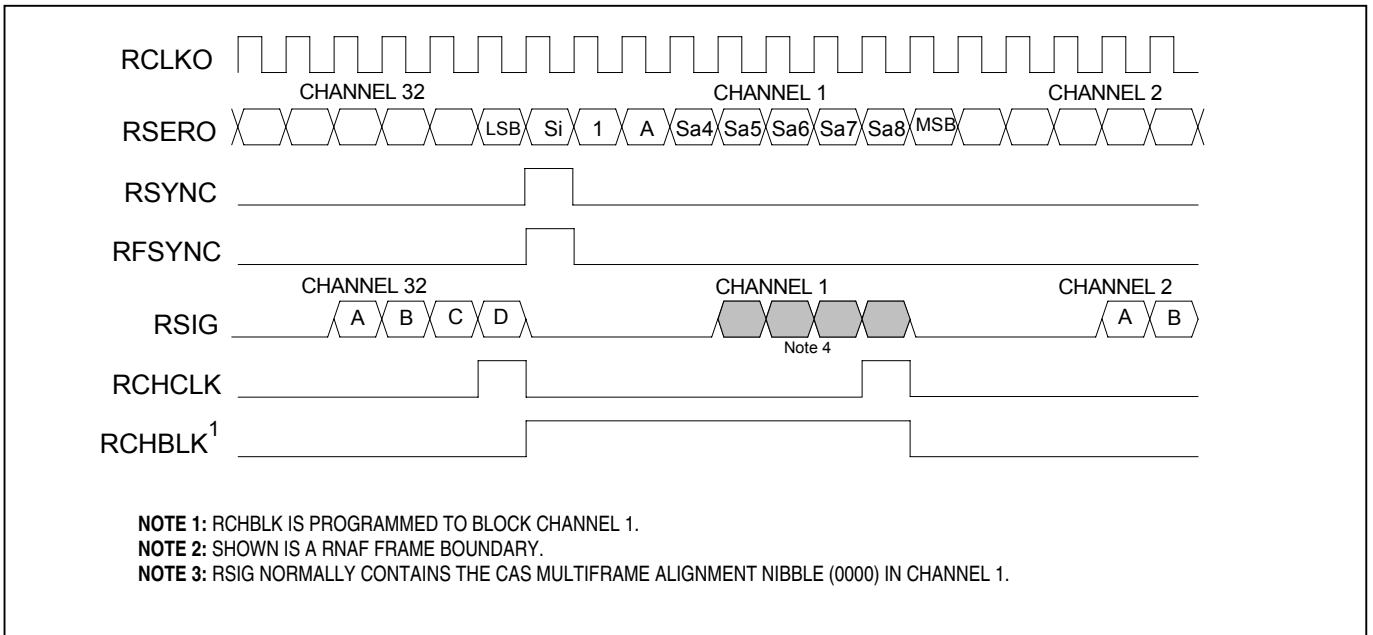 RCLKO
CHANNEL 32 CHANNEL 1 CHANNEL 2
RSERO LSB Si 1 A Sa4 Sa5 Sa6 Sa7 Sa8 MSB
RSYNC
RFSYNC
CHANNEL 32 CHANNEL 1 CHANNEL 2
RSIG A B C D A B
Note 4
RCHCLK
RCHBLK1
NOTE 1: RCHBLK IS PROGRAMMED TO BLOCK CHANNEL 1.
NOTE 2: SHOWN IS A RNAF FRAME BOUNDARY.
NOTE 3: RSIG NORMALLY CONTAINS THE CAS MULTIFRAME ALIGNMENT NIBBLE (0000) IN CHANNEL 1.